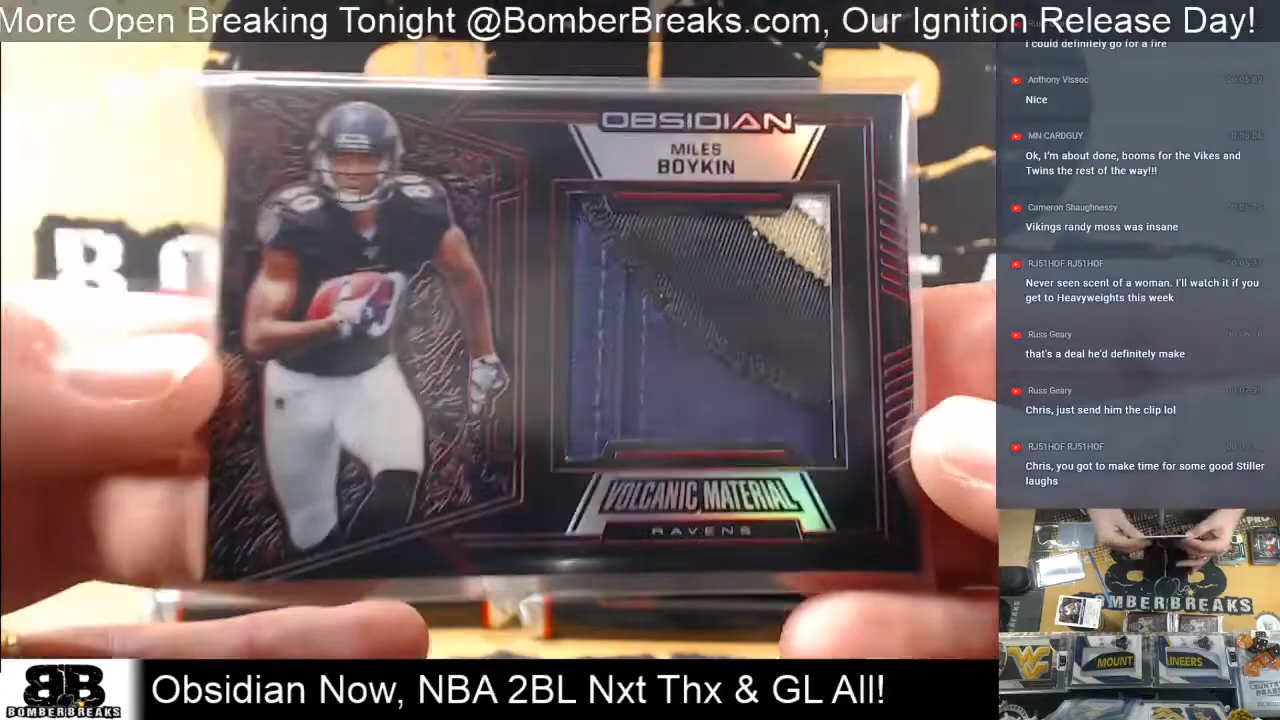 More Open Breaking Tonight @BomberBreaks.com, Our Ignition Release Day!
i could definitely go for a fire
Anthony Vissoc
Nice
MN CARDGUY
Ok, I'm about done, booms for the Vikes and
Twins the rest of the way!!!
Cameron Shaughnessy
Vikings randy moss was insane
RJ51HOF RJ51HOF
Never seen scent of a woman. I'll watch it if you
get to Heavyweights this week
Russ Geary
that's a deal he'd definitely make
Russ Geary
Chris, just send him the clip lol
RJ51HOF RJ51HOF
Chris, you got to make time for some good Stiller
laughs
OBSIDIAN
MILES
BOYKIN
VOLCANIC MATERIAL
RAVENS
OMBERBREAKS
MOUNT
AINEERS
BB
BOMBERBREAKS
Obsidian Now, NBA 2BL Nxt Thx & GL All!